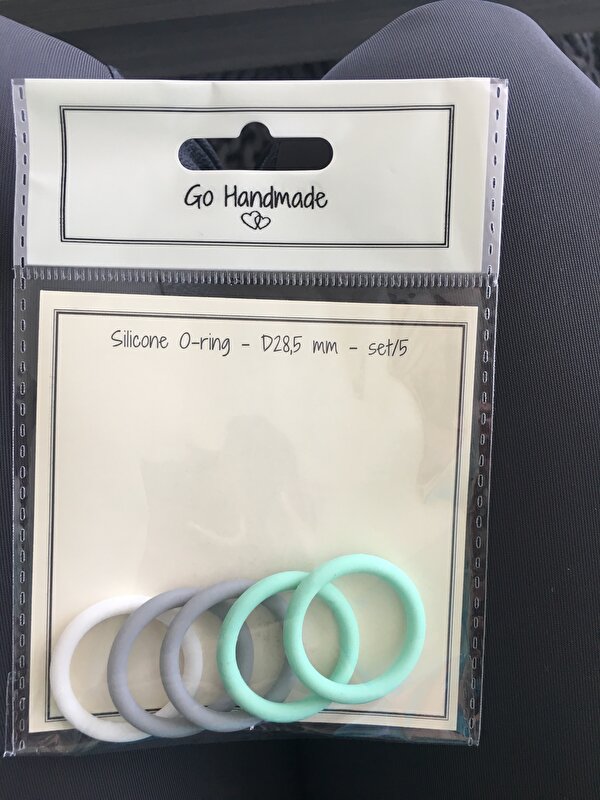 Go Handmade
Silicone O-ring - D28,5 mm - set/5